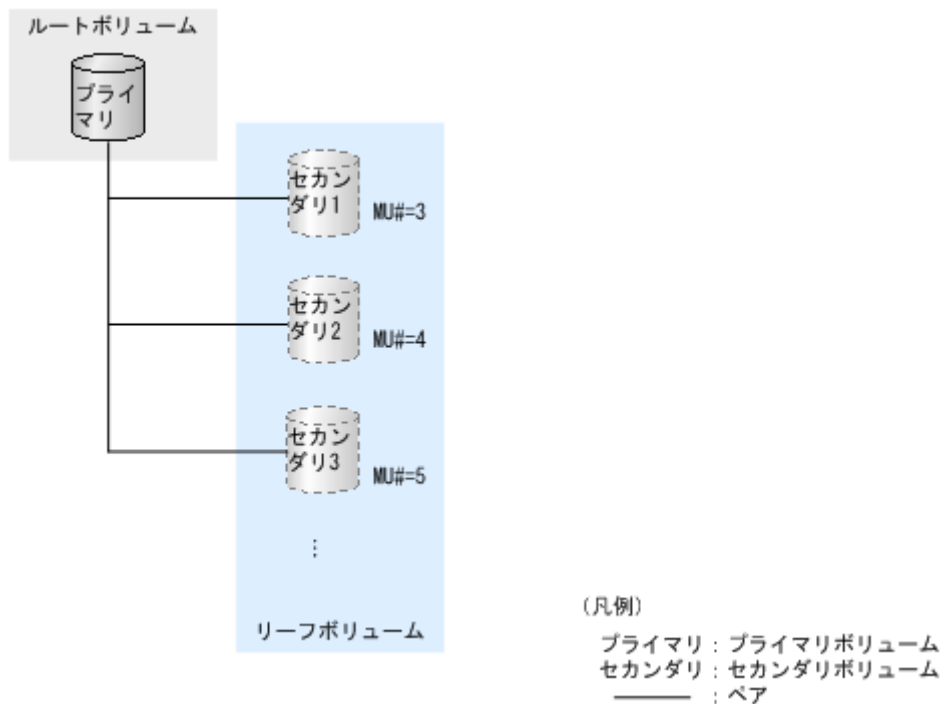 ルートボリューム
プライ
マリ
セカン
ダリ1
MU#=3
セカン
ダリ2
MU#=4
セカン
ダリ3
MU#=5
⋮
リーフボリューム
(凡例)
プライマリ : プライマリボリューム
セカンダリ : セカンダリボリューム
: ペア